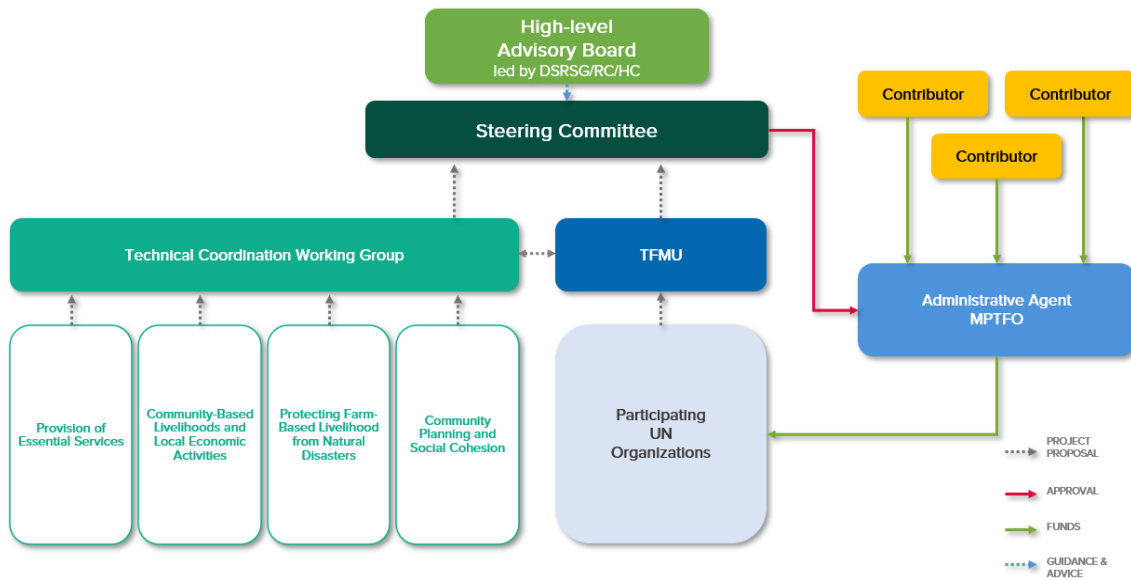 High-level
Advisory Board
led by DSRSG/RC/HC
Steering Committee
Contributor
Contributor
Contributor
Technical Coordination Working Group
TFMU
Administrative Agent
MPTFO
Provision of
Essential Services
Community-Based
Livelihoods and
Local Economic
Activities
Protecting Farm-
Based Livelihood
from Natural
Disasters
Community
Planning and
Social Cohesion
Participating
UN
Organizations
PROJECT
PROPOSAL
APPROVAL
FUNDS
GUIDANCE &
ADVICE